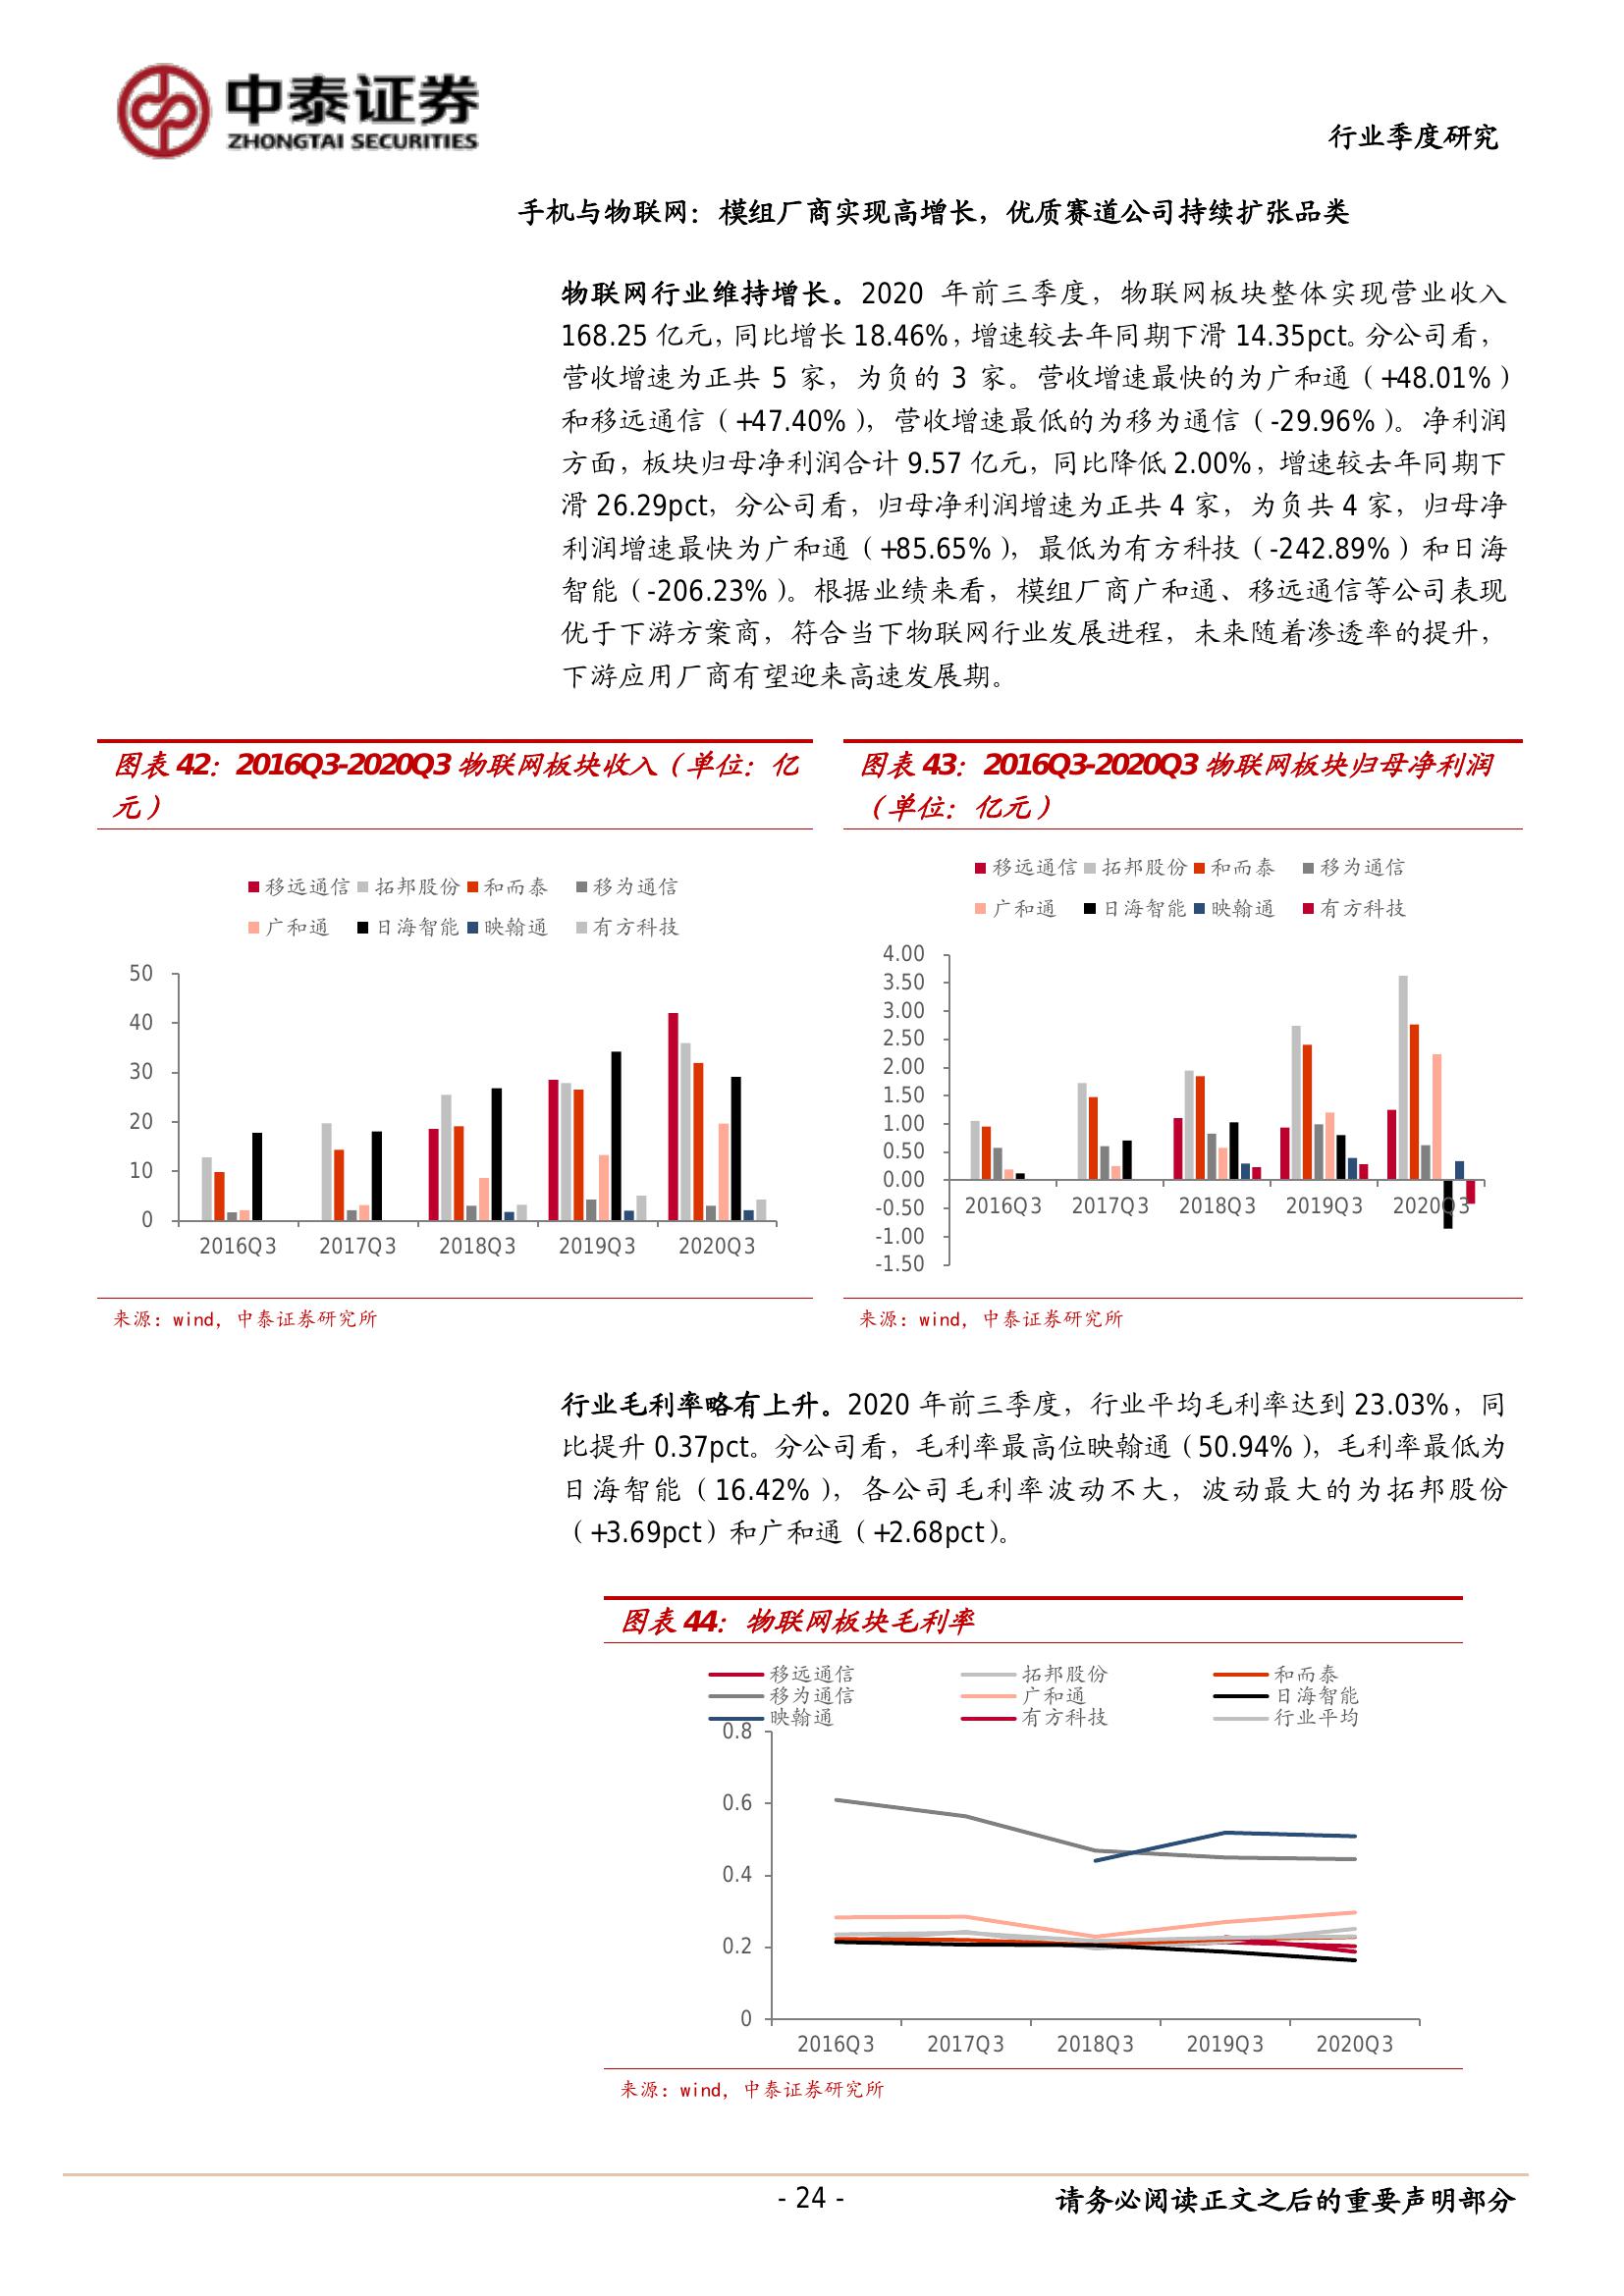 中泰证券
ZHONGTAI SECURITIES
行业季度研究
手机与物联网：模组厂商实现高增长，优质赛道公司持续扩张品类
物联网行业维持增长。2020 年前三季度，物联网板块整体实现营业收入
168.25 亿元，同比增长 18.46%，增速较去年同期下滑 14.35pct。分公司看，
营收增速为正共 5 家，为负的 3 家。营收增速最快的为广和通（+48.01%）
和移远通信（+47.40%），营收增速最低的为移为通信（-29.96%）。净利润
方面，板块归母净利润合计 9.57 亿元，同比降低 2.00%，增速较去年同期下
滑 26.29pct，分公司看，归母净利润增速为正共 4 家，为负共 4 家，归母净
利润增速最快为广和通（+85.65%），最低为有方科技（-242.89%）和日海
智能（-206.23%）。根据业绩来看，模组厂商广和通、移远通信等公司表现
优于下游方案商，符合当下物联网行业发展进程，未来随着渗透率的提升，
下游应用厂商有望迎来高速发展期。
图表 42：2016Q3-2020Q3 物联网板块收入（单位：亿
元）
移远通信 拓邦股份 和而泰 移为通信
广和通 日海智能 映翰通 有方科技
50
40
30
20
10
0
2016Q3 2017Q3 2018Q3 2019Q3 2020Q3
来源：wind，中泰证券研究所
图表 43：2016Q3-2020Q3 物联网板块归母净利润
（单位：亿元）
移远通信 拓邦股份 和而泰 移为通信
广和通 日海智能 映翰通 有方科技
4.00
3.50
3.00
2.50
2.00
1.50
1.00
0.50
0.00
-0.50
-1.00
-1.50
2016Q3 2017Q3 2018Q3 2019Q3 2020Q3
来源：wind，中泰证券研究所
行业毛利率略有上升。2020 年前三季度，行业平均毛利率达到 23.03%，同
比提升 0.37pct。分公司看，毛利率最高位映翰通（50.94%），毛利率最低为
日海智能（16.42%），各公司毛利率波动不大，波动最大的为拓邦股份
（+3.69pct）和广和通（+2.68pct）。
图表 44：物联网板块毛利率
移远通信 拓邦股份 和而泰
移为通信 广和通 日海智能
映翰通 有方科技 行业平均
0.8
0.6
0.4
0.2
0
2016Q3 2017Q3 2018Q3 2019Q3 2020Q3
来源：wind，中泰证券研究所
- 24 -
请务必阅读正文之后的重要声明部分